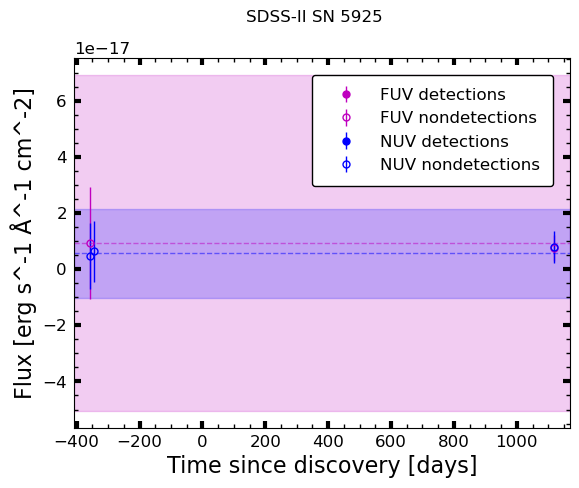 SDSS-II SN 5925
1e−17
FUV detections
FUV nondetections
NUV detections
NUV nondetections
6
4
2
0
−2
−4
Flux [erg s^-1 Å^-1 cm^-2]
−400 −200 0 200 400 600 800 1000
Time since discovery [days]